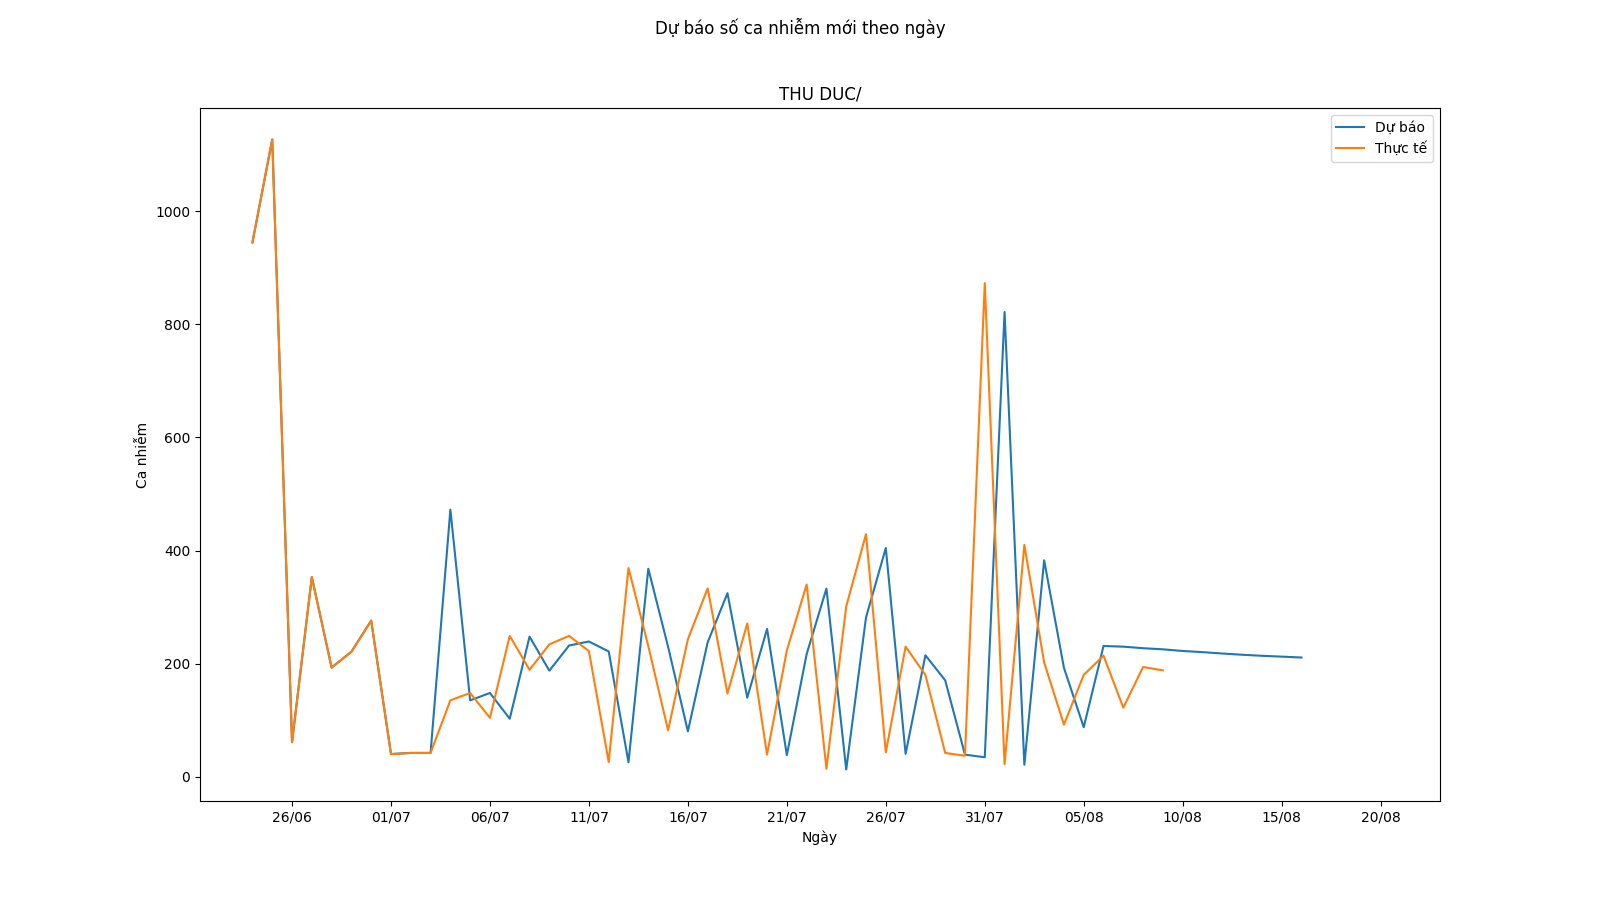 Dự báo số ca nhiễm mới theo ngày
THU DUC/
Dự báo
Thực tế
1000
800
600
400
200
0
Ca nhiễm
26/06 01/07 06/07 11/07 16/07 21/07 26/07 31/07 05/08 10/08 15/08 20/08
Ngày